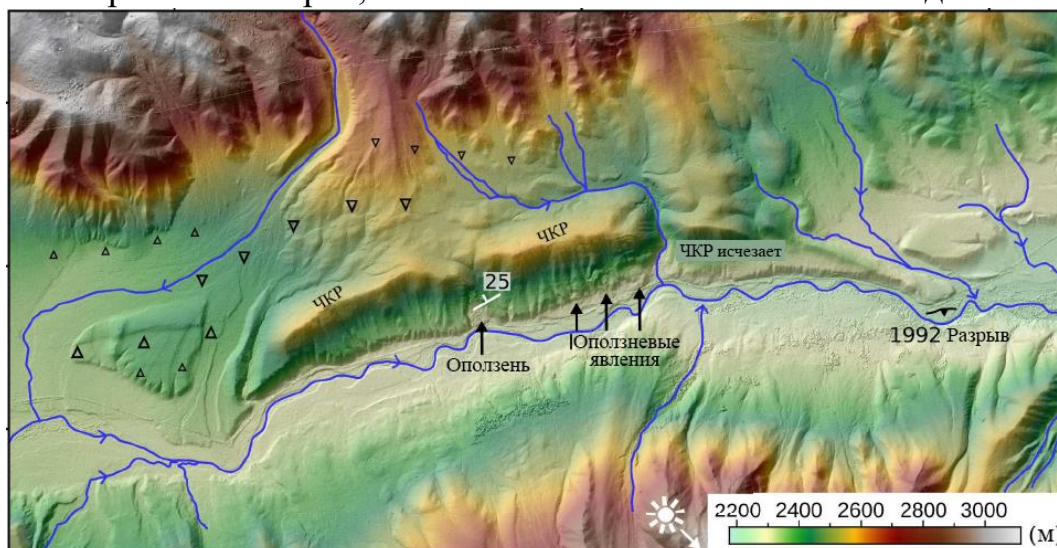 ЧКР
ЧКР
ЧКР исчезает
25
1992 Разрыв
Оползень
Оползневые
явления
2200 2400 2600 2800 3000 (м)